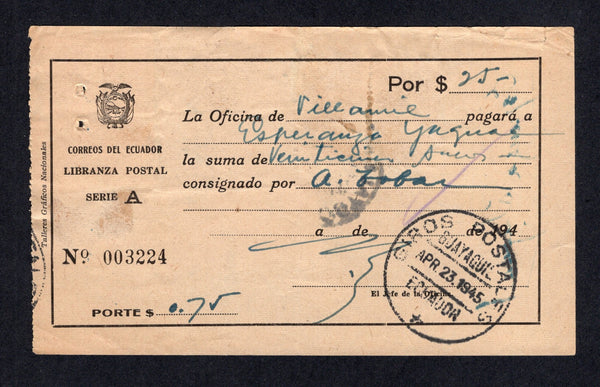 Por $ 25-
La Oficina de Villamil pagará a
Esperanza Yagual
la suma de Veinticinco Sucres
consignado por A. Tobar
a de de 194
CORREOS DEL ECUADOR
LIBRANZA POSTAL
SERIE A
Talleres Gráficos Nacionales
Nº 003224
PORTE $ 0.75
El Jefe de la Oficina
GIROS POSTALES
GUAYAQUIL
APR 23 1945
ECUADOR